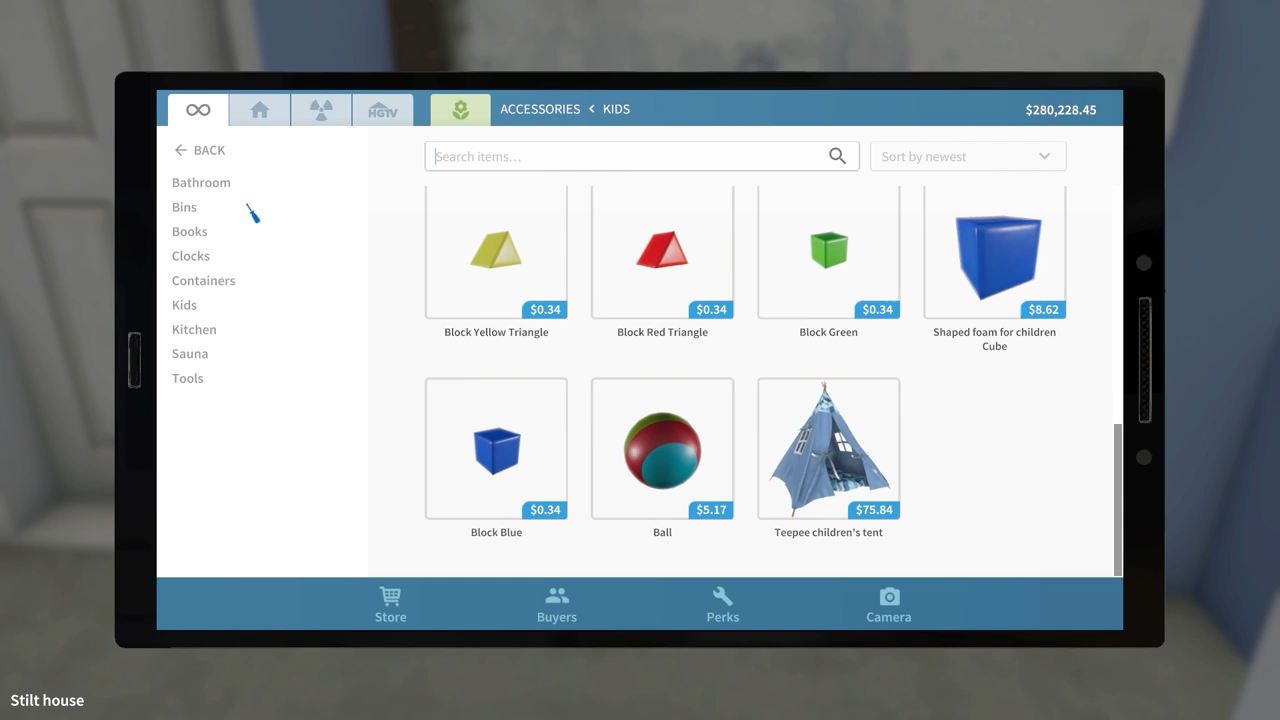 HGTV
ACCESSORIES < KIDS
$280,228.45
BACK
Search items...
Sort by newest
Bathroom
Bins
Books
Clocks
Containers
Kids
Kitchen
Sauna
Tools
$0.34
$0.34
$0.34
$8.62
Block Yellow Triangle
Block Red Triangle
Block Green
Shaped foam for children
Cube
$0.34
$5.17
$75.84
Block Blue
Ball
Teepee children's tent
Store
Buyers
Perks
Camera
Stilt house